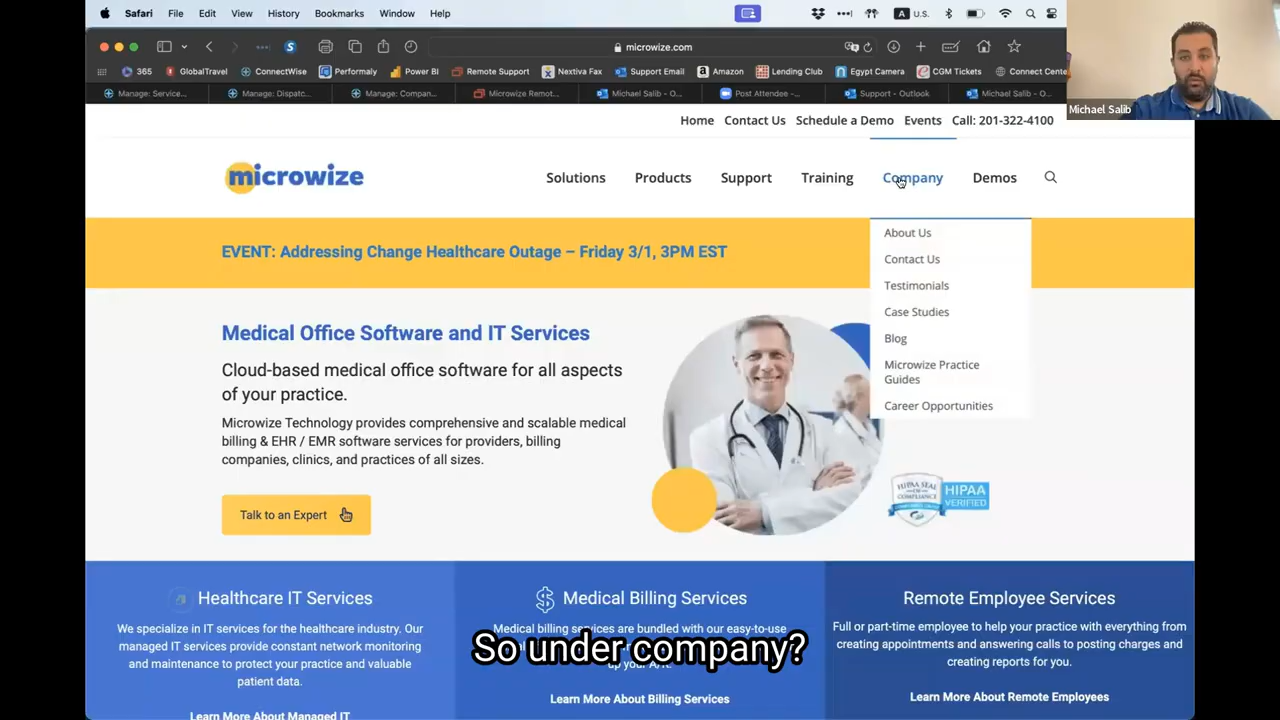 Safari File Edit View History Bookmarks Window Help U.S.
microwize.com
365 GlobalTravel ConnectWise Performaly Power BI Remote Support Nextiva Fax Support Email Amazon Lending Club Egypt Camera CGM Tickets Connect Cente
Manage: Service... Manage: Dispatc... Manage: Compan... Microwize Remot... Michael Salib - O... Post Attendee -... Support - Outlook Michael Salib - O...
Michael Salib
Home Contact Us Schedule a Demo Events Call: 201-322-4100
microwize Solutions Products Support Training Company Demos
EVENT: Addressing Change Healthcare Outage – Friday 3/1, 3PM EST
About Us
Contact Us
Testimonials
Case Studies
Blog
Microwize Practice
Guides
Career Opportunities
Medical Office Software and IT Services
Cloud-based medical office software for all aspects
of your practice.
Microwize Technology provides comprehensive and scalable medical
billing & EHR / EMR software services for providers, billing
companies, clinics, and practices of all sizes.
Talk to an Expert
HIPAA SEAL
OF
COMPLIANCE
HIPAA
VERIFIED
Healthcare IT Services
We specialize in IT services for the healthcare industry. Our
managed IT services provide constant network monitoring
and maintenance to protect your practice and valuable
patient data.
Learn More About Managed IT
Medical Billing Services
Medical billing services are bundled with our easy-to-use
up your A/R.
Learn More About Billing Services
Remote Employee Services
Full or part-time employee to help your practice with everything from
creating appointments and answering calls to posting charges and
creating reports for you.
Learn More About Remote Employees
So under company?